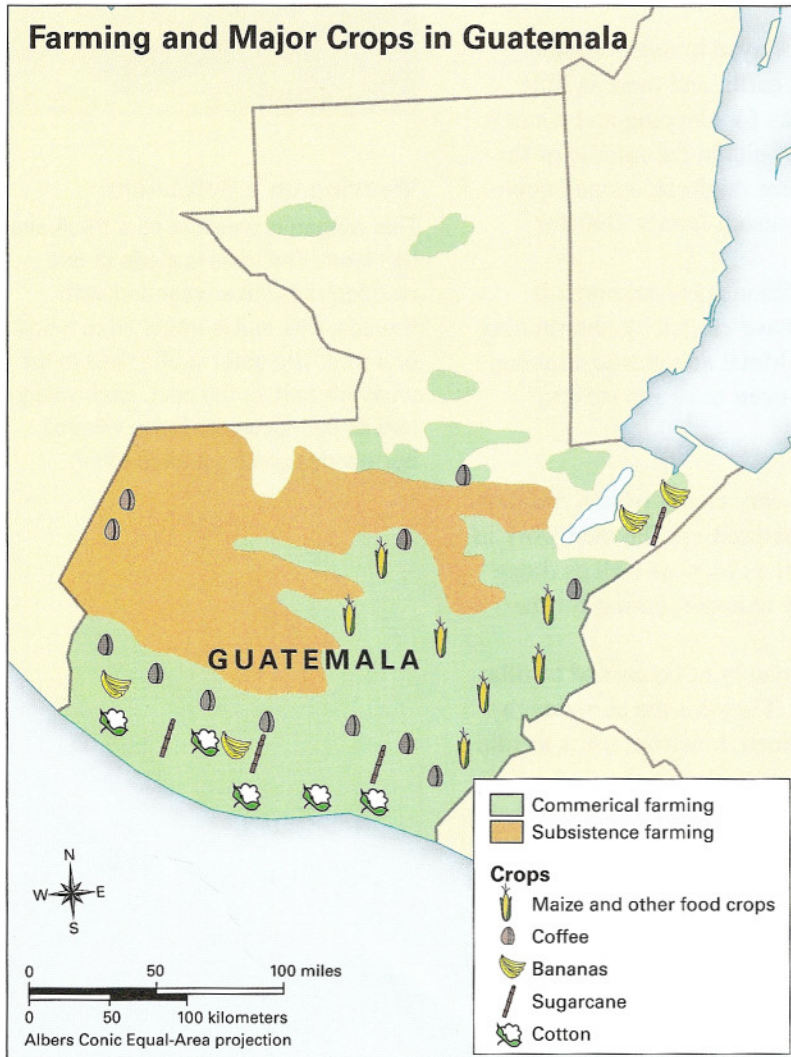 Farming and Major Crops in Guatemala
GUATEMALA
Commerical farming
Subsistence farming
Crops
Maize and other food crops
Coffee
Bananas
Sugarcane
Cotton
N
W E
S
0 50 100 miles
0 50 100 kilometers
Albers Conic Equal-Area projection